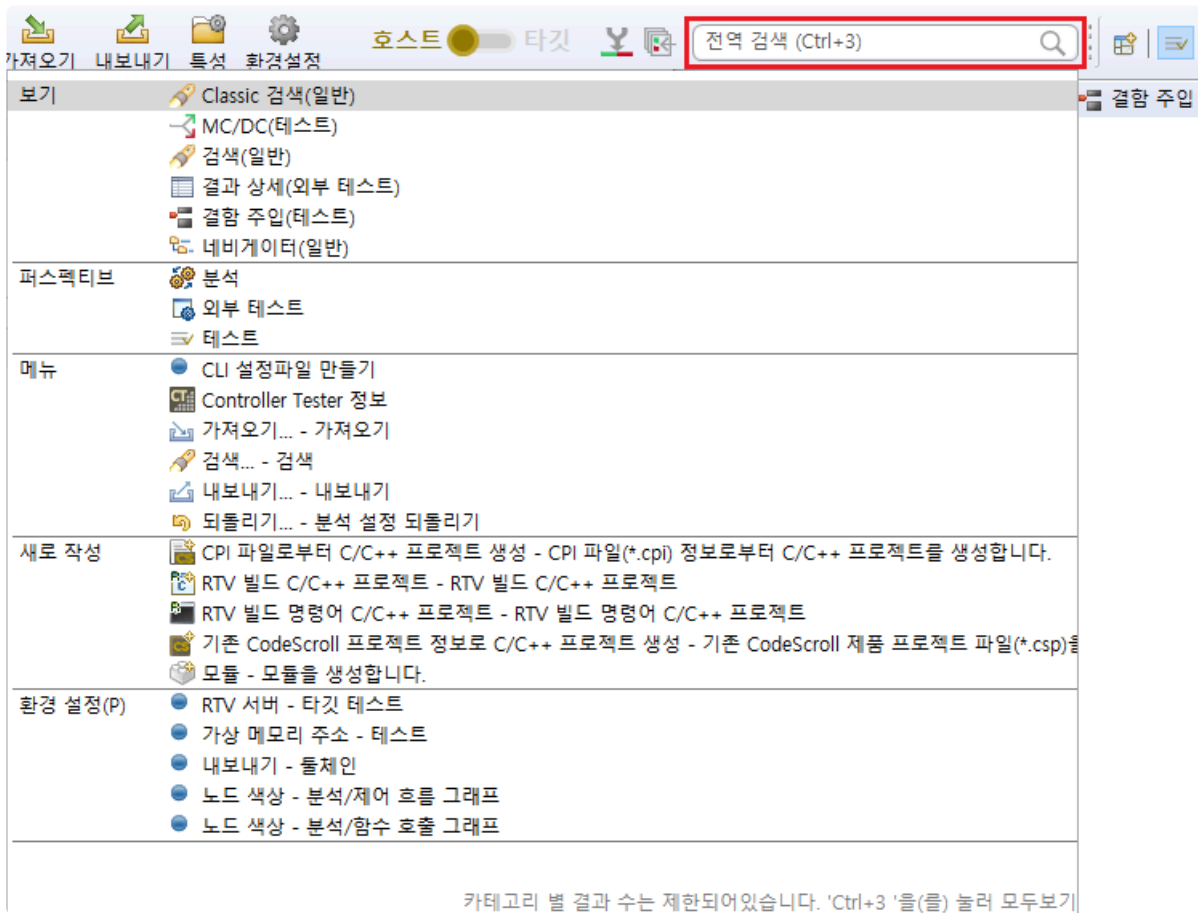 호스트 타깃 전역 검색 (Ctrl+3)
가져오기 내보내기 특성 환경설정
보기 Classic 검색(일반) 결함 주입
MC/DC(테스트)
검색(일반)
결과 상세(외부 테스트)
결함 주입(테스트)
네비게이터(일반)
퍼스펙티브 분석
외부 테스트
테스트
메뉴 CLI 설정파일 만들기
Controller Tester 정보
가져오기... - 가져오기
검색... - 검색
내보내기... - 내보내기
되돌리기... - 분석 설정 되돌리기
새로 작성 CPI 파일로부터 C/C++ 프로젝트 생성 - CPI 파일(*.cpi) 정보로부터 C/C++ 프로젝트를 생성합니다.
RTV 빌드 C/C++ 프로젝트 - RTV 빌드 C/C++ 프로젝트
RTV 빌드 명령어 C/C++ 프로젝트 - RTV 빌드 명령어 C/C++ 프로젝트
기존 CodeScroll 프로젝트 정보로 C/C++ 프로젝트 생성 - 기존 CodeScroll 제품 프로젝트 파일(*.csp)을
모듈 - 모듈을 생성합니다.
환경 설정(P) RTV 서버 - 타깃 테스트
가상 메모리 주소 - 테스트
내보내기 - 툴체인
노드 색상 - 분석/제어 흐름 그래프
노드 색상 - 분석/함수 호출 그래프
카테고리 별 결과 수는 제한되어있습니다. 'Ctrl+3 '을(를) 눌러 모두보기